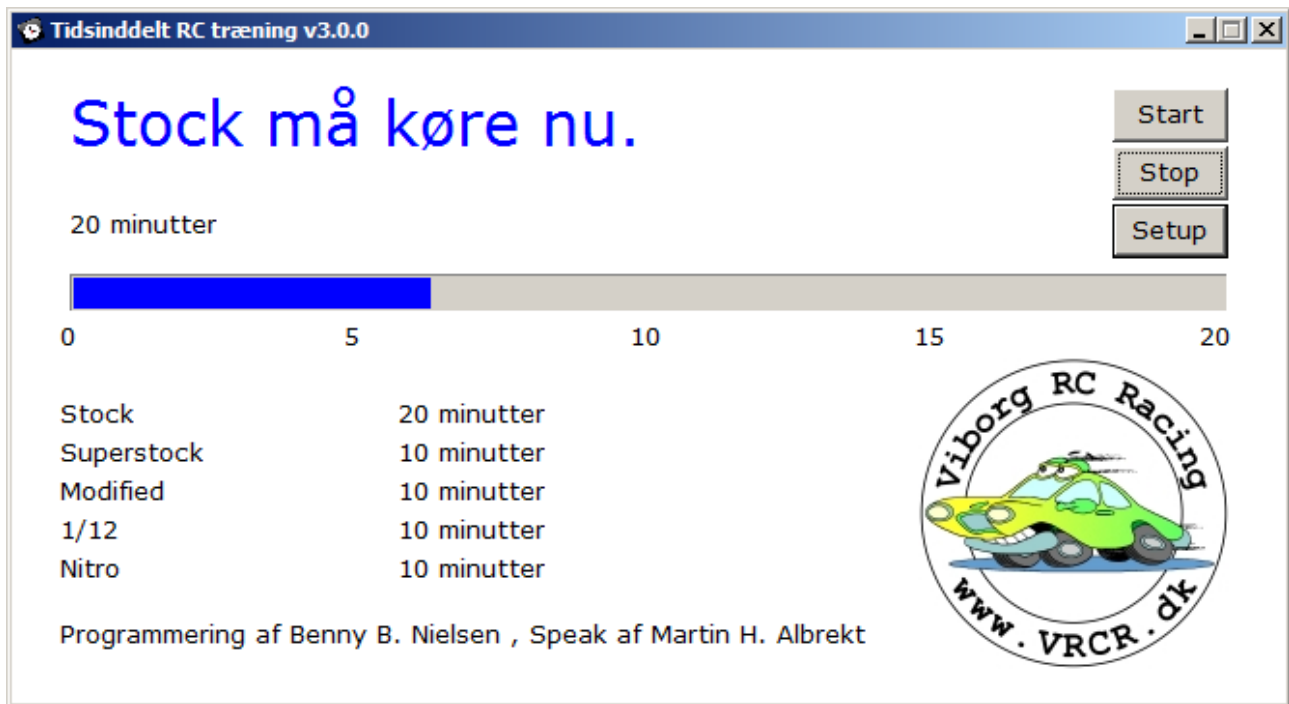 Tidsinddelt RC træning v3.0.0
Stock må køre nu.
Start
Stop
20 minutter
Setup
0 5 10 15 20
Stock 20 minutter
Superstock 10 minutter
Modified 10 minutter
1/12 10 minutter
Nitro 10 minutter
Viborg RC Racing
www.VRCR.dk
Programmering af Benny B. Nielsen , Speak af Martin H. Albrekt